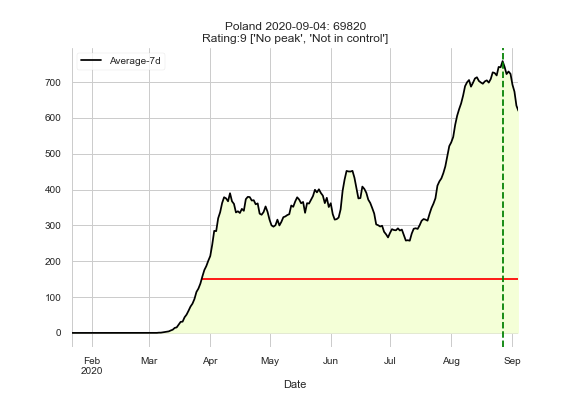 Poland 2020-09-04: 69820
Rating:9 ['No peak', 'Not in control']
Average-7d
700
600
500
400
300
200
100
0
Feb
2020
Mar
Apr
May
Jun
Jul
Aug
Sep
Date